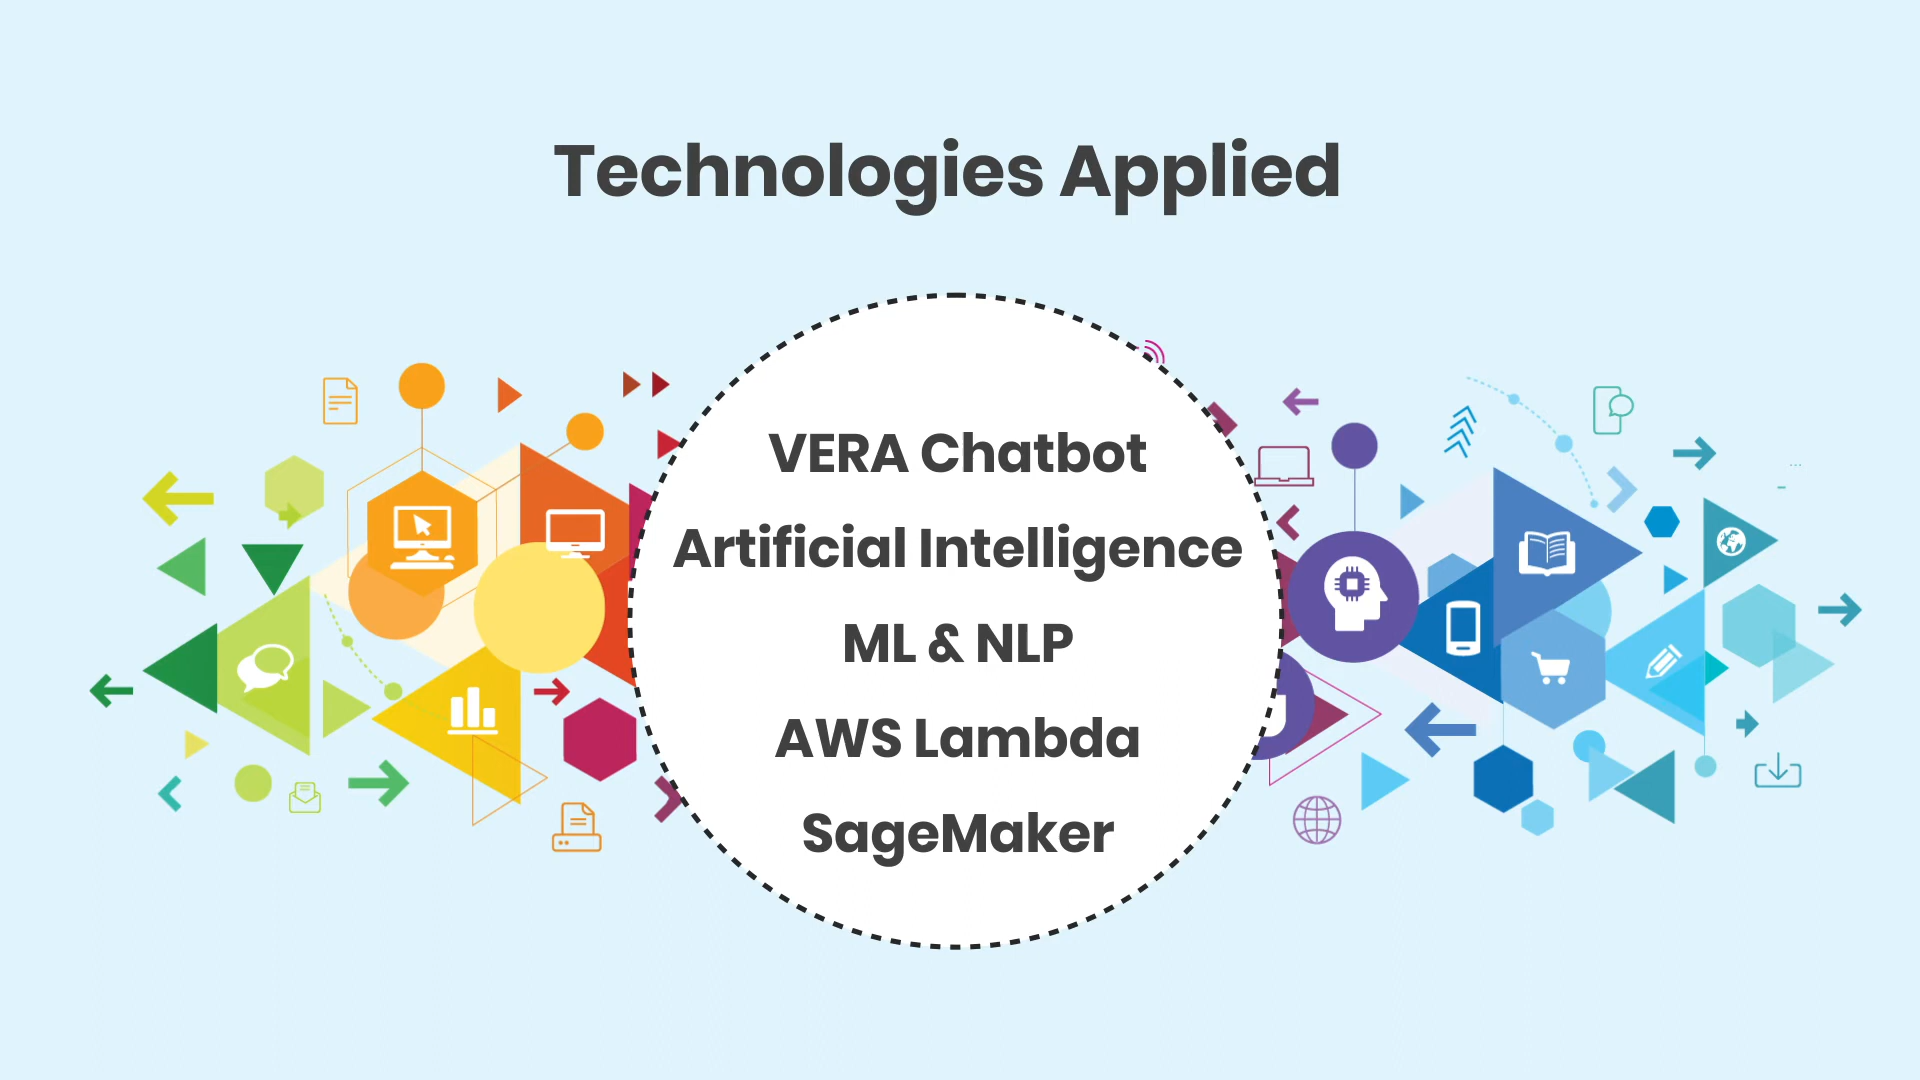 Technologies Applied
VERA Chatbot
Artificial Intelligence
ML & NLP
AWS Lambda
SageMaker